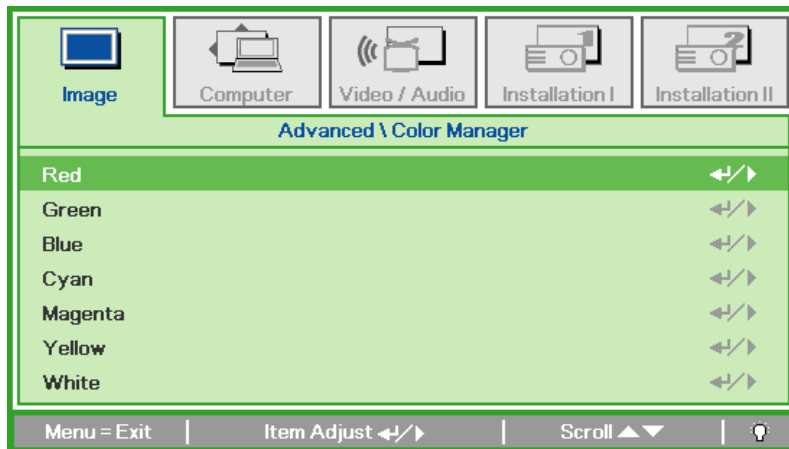 Image Computer Video / Audio Installation I Installation II
Advanced \ Color Manager
Red
Green
Blue
Cyan
Magenta
Yellow
White
Menu = Exit Item Adjust Scroll